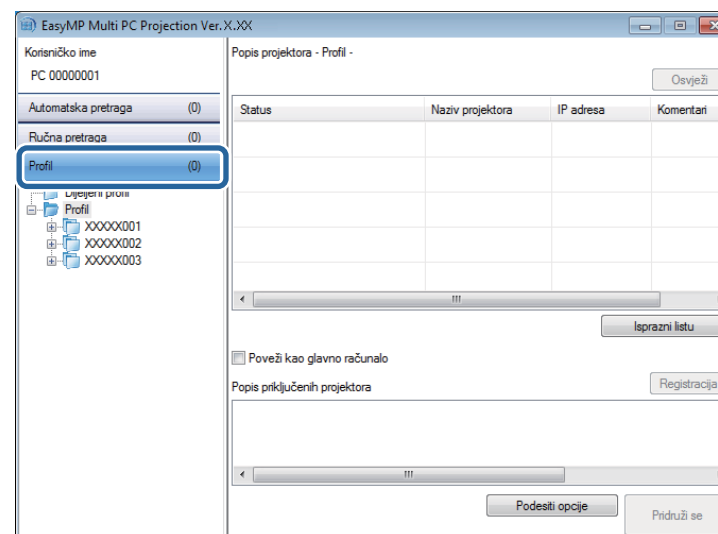 EasyMP Multi PC Projection Ver.X.XX
Korisničko ime
PC 00000001
Automatska pretraga (0)
Ručna pretraga (0)
Profil (0)
Dijeljeni profil
Profil
XXXXX001
XXXXX002
XXXXX003
Popis projektora - Profil -
Osvježi
Status Naziv projektora IP adresa Komentari
Isprazni listu
Poveži kao glavno računalo
Popis priključenih projektora
Registracija
Podesiti opcije
Pridruži se